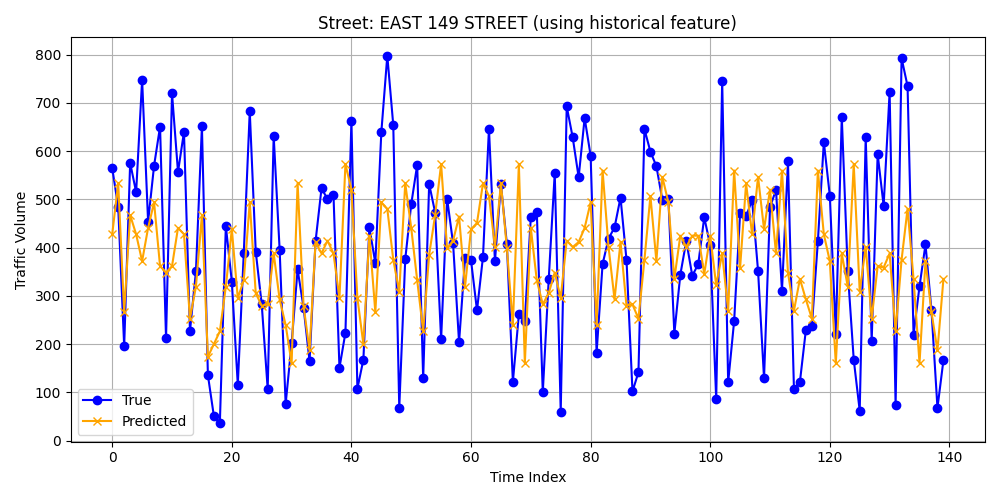 Street: EAST 149 STREET (using historical feature)
800
700
600
500
400
300
200
100
0
Traffic Volume
True
Predicted
0 20 40 60 80 100 120 140
Time Index